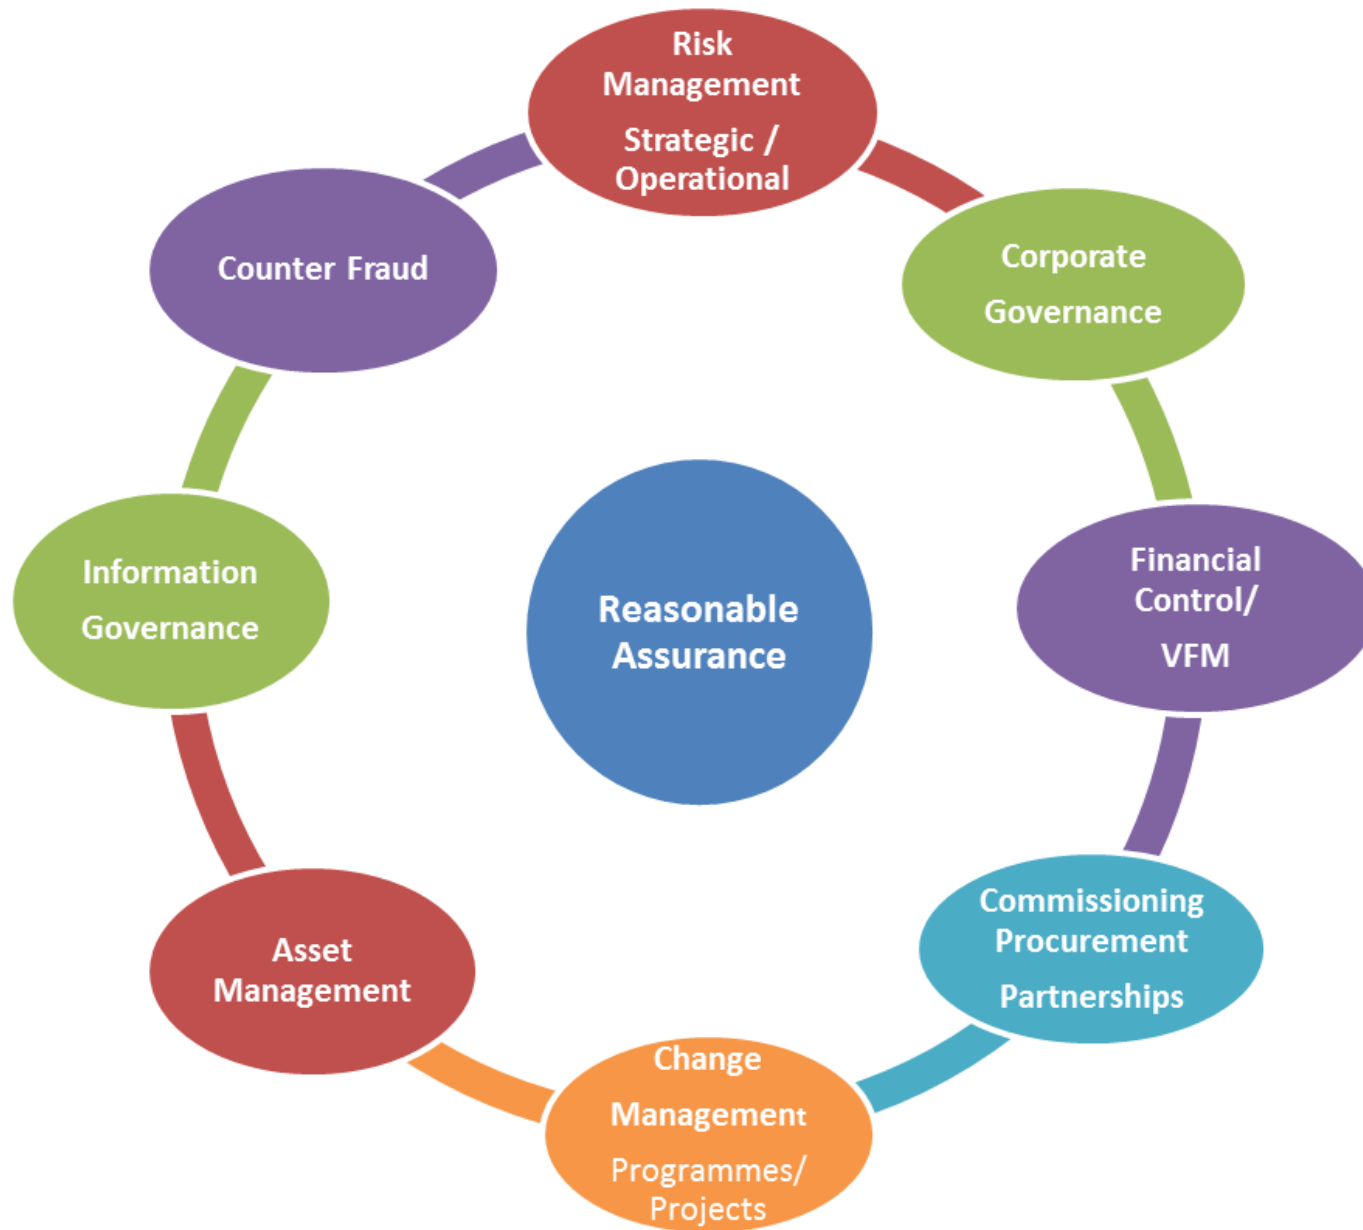 Risk
Management
Strategic /
Operational
Corporate
Governance
Financial
Control/
VFM
Commissioning
Procurement
Partnerships
Change
Management
Programmes/
Projects
Asset
Management
Information
Governance
Counter Fraud
Reasonable
Assurance